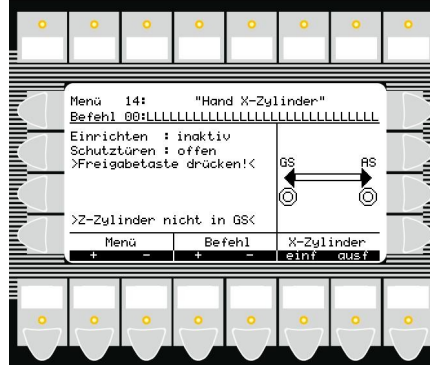 Menü 14: "Hand X-Zylinder"
Befehl 00:LLLLLLLLLLLLLLLLLLLLLLLLLLLLLL
Einrichten : inaktiv
Schutztüren : offen
>Freigabetaste drücken!<
GS AS
>Z-Zylinder nicht in GS<
Menü Befehl X-Zylinder
+ - + - einf ausf